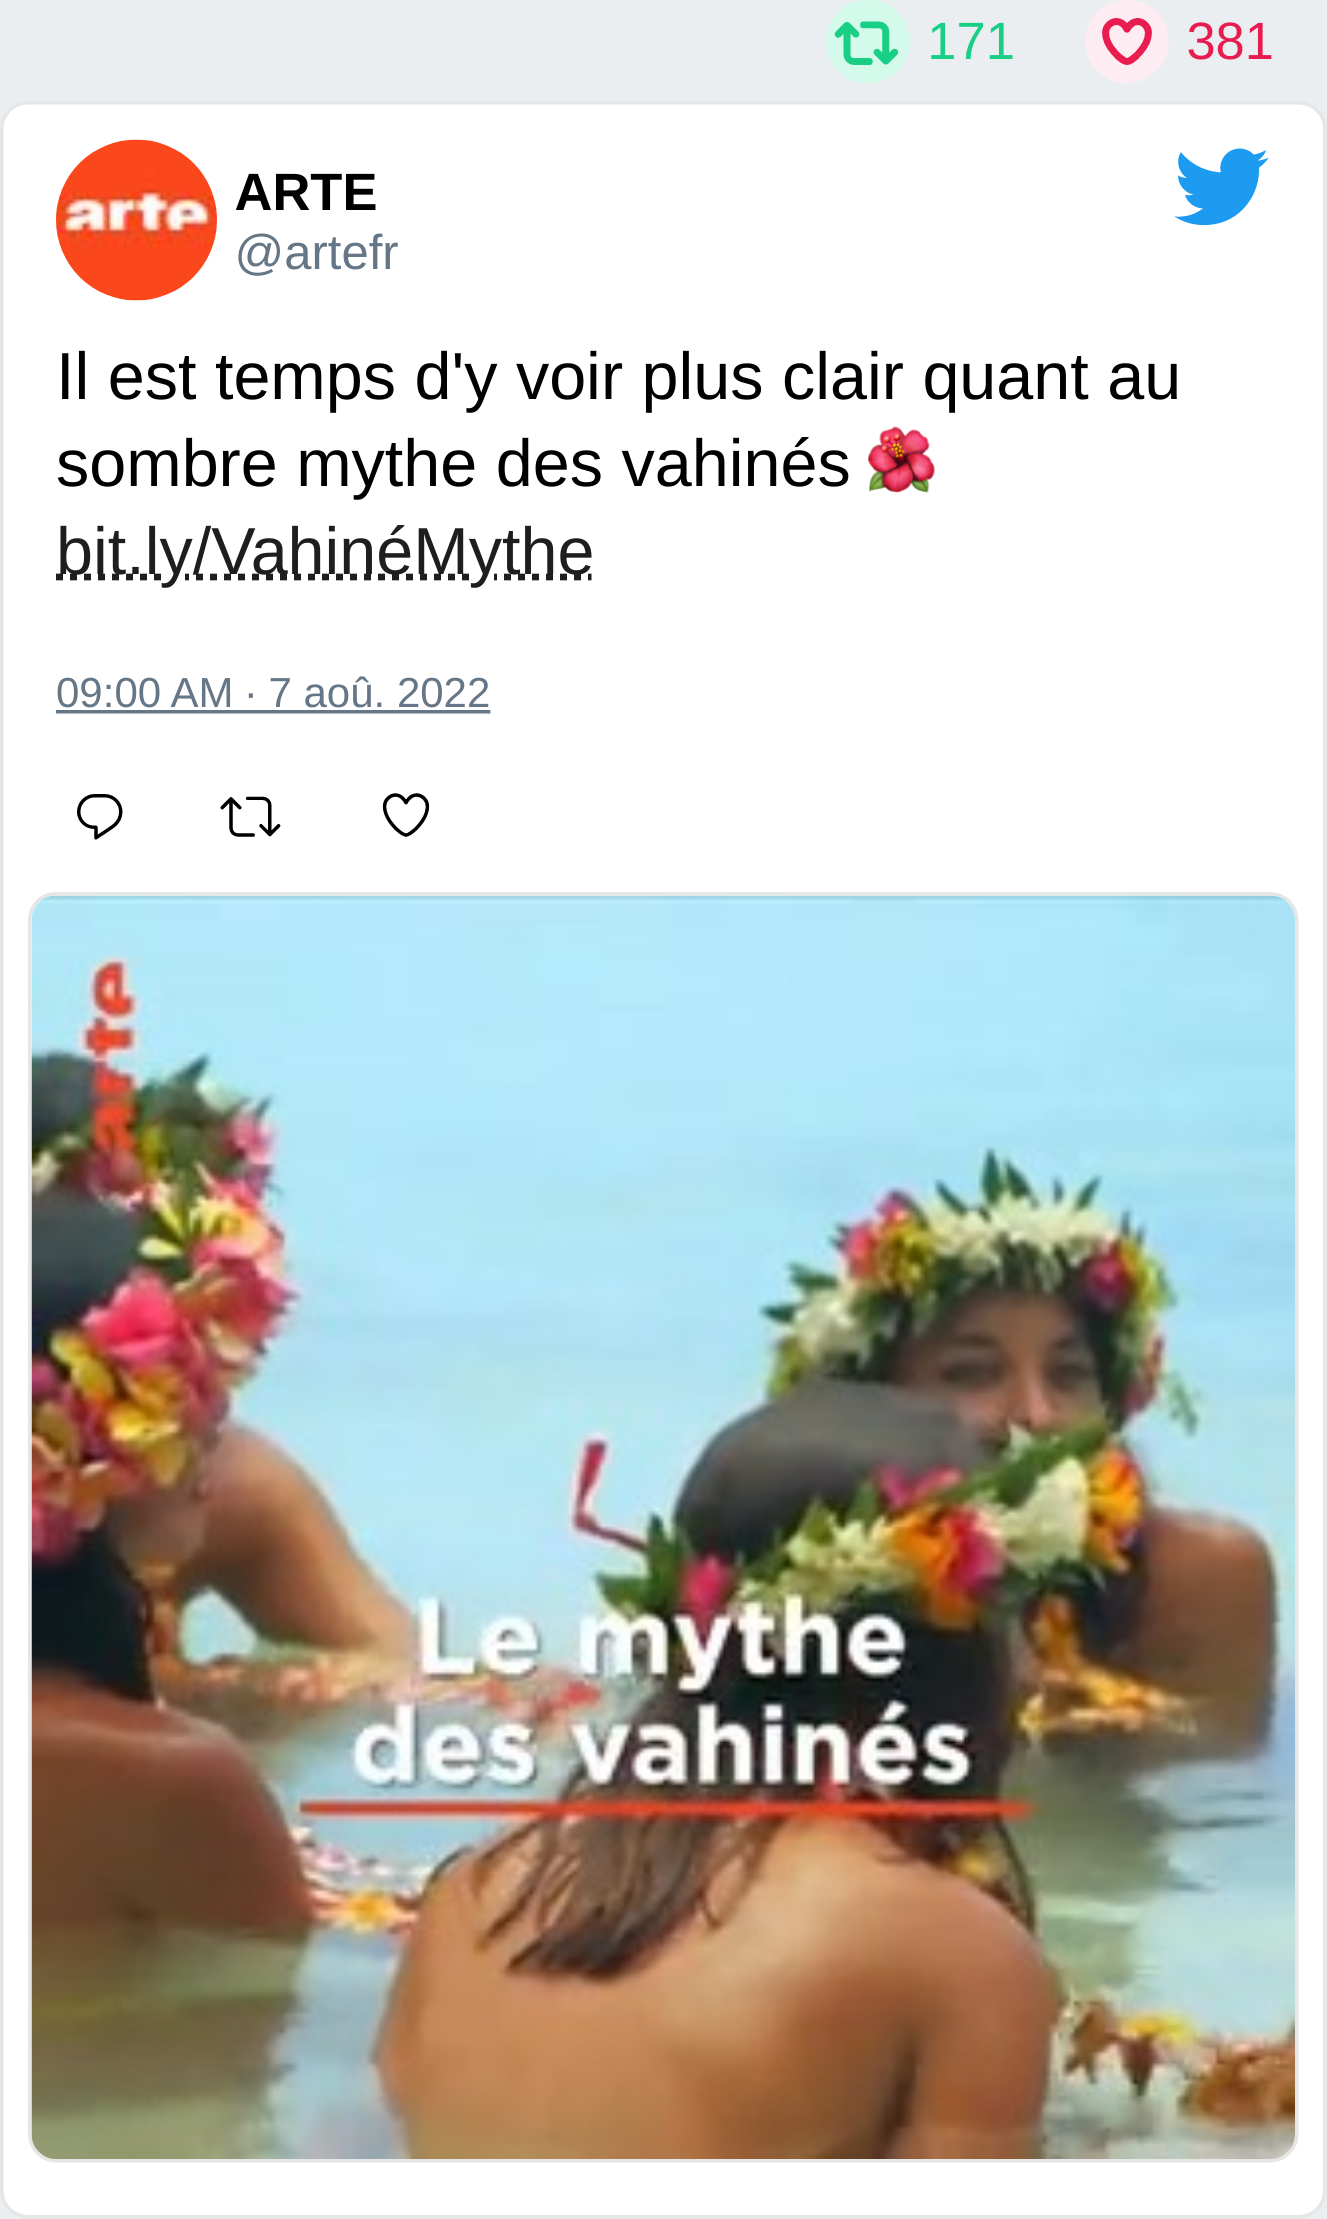 171 381
arte
ARTE
@artefr
Il est temps d'y voir plus clair quant au
sombre mythe des vahinés
bit.ly/VahinéMythe
09:00 AM · 7 aoû. 2022
arte
Le mythe
des vahinés